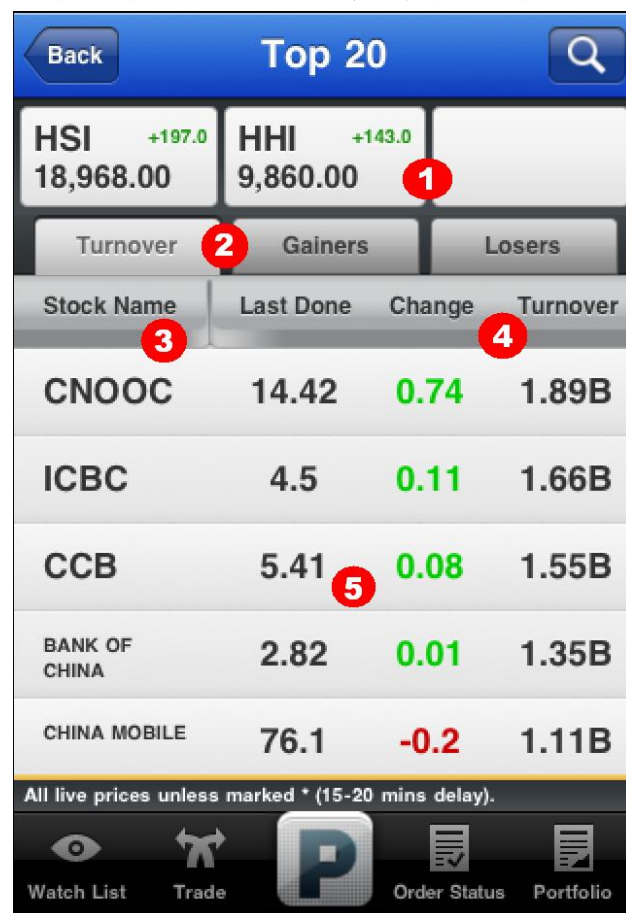 Back
Top 20
HSI +197.0
18,968.00
HHI +143.0
9,860.00
1
Turnover
2
Gainers
Losers
Stock Name
Last Done
Change
Turnover
3
4
CNOOC 14.42 0.74 1.89B
ICBC 4.5 0.11 1.66B
CCB 5.41 0.08 1.55B
5
BANK OF
CHINA
2.82 0.01 1.35B
CHINA MOBILE 76.1 -0.2 1.11B
All live prices unless marked * (15-20 mins delay).
P
Watch List
Trade
Order Status
Portfolio